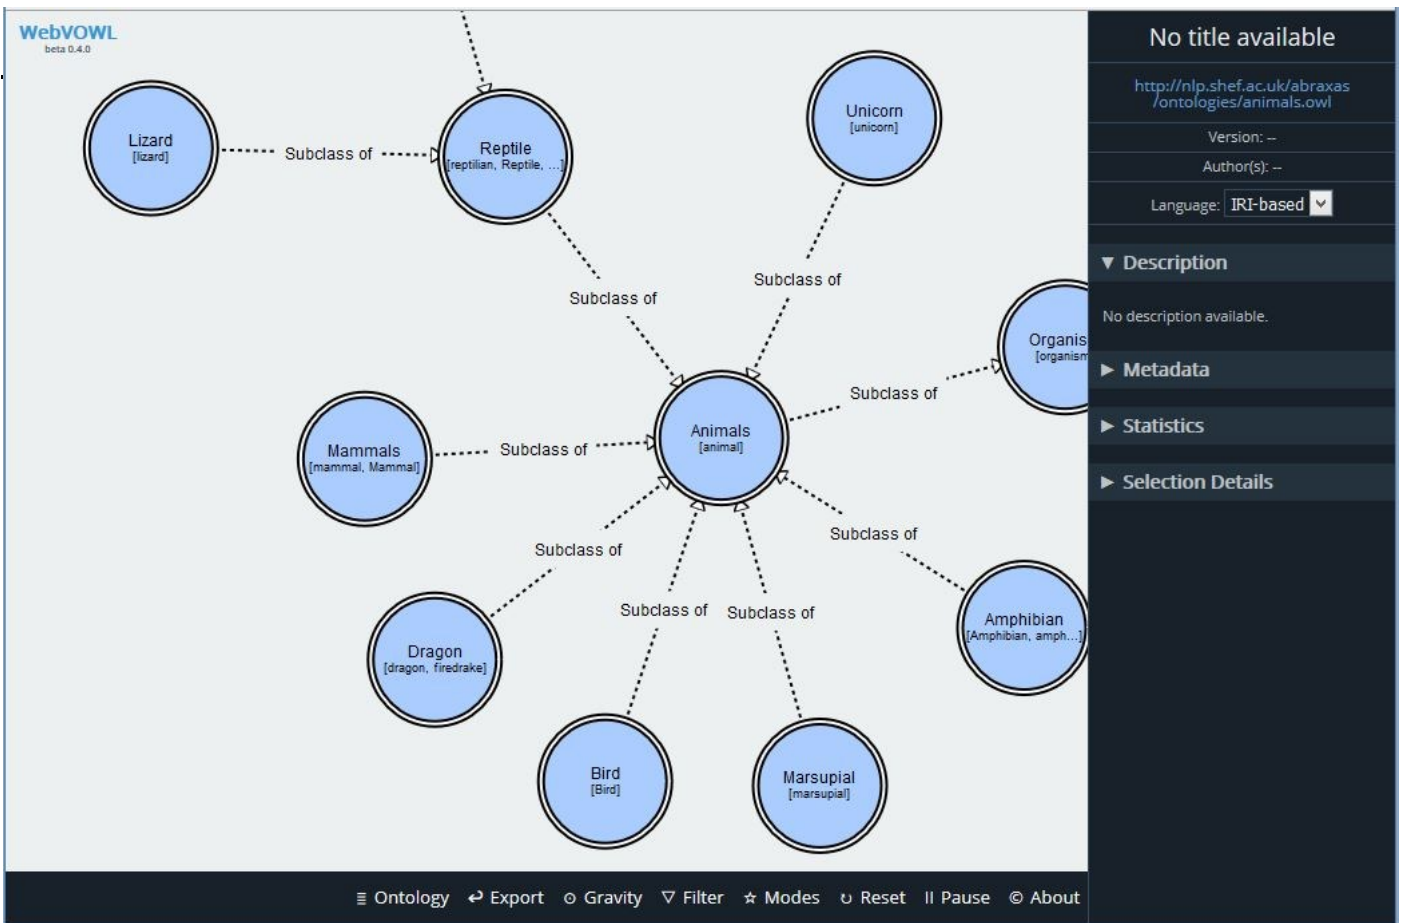 WebVOWL
beta 0.4.0
Lizard
[lizard]
Subclass of
Reptile
[reptilian, Reptile, ...]
Unicorn
[unicorn]
Subclass of
Subclass of
Organis
[organism
Subclass of
Animals
[animal]
Mammals
[mammal, Mammal]
Subclass of
Subclass of
Subclass of
Dragon
[dragon, firedrake]
Subclass of
Subclass of
Amphibian
[Amphibian, amph...]
Bird
[Bird]
Marsupial
[marsupial]
No title available
http://nlp.shef.ac.uk/abraxas
/ontologies/animals.owl
Version: --
Author(s): --
Language: IRI-based
▼ Description
No description available.
► Metadata
► Statistics
► Selection Details
Ontology Export Gravity Filter Modes Reset Pause © About